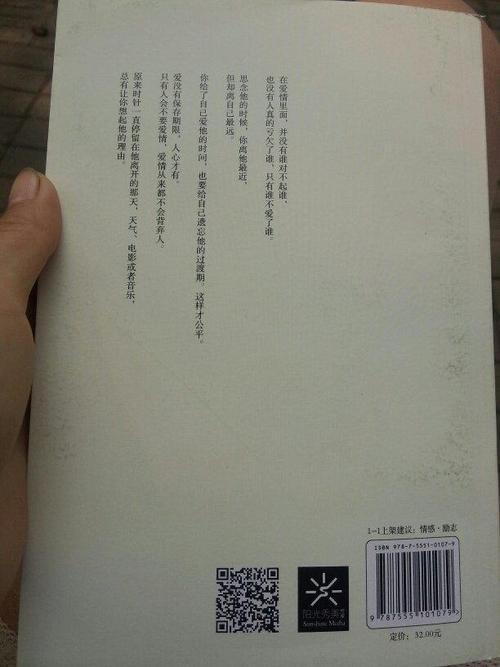 在爱情里面，并没有谁对不起谁，
也没有人真的亏欠了谁，只有谁不爱了谁。
思念他的时候，你离他最近，
但却离自己最远。
你给了自己爱他的时间，也要给自己遗忘他的过渡期。这样才公平。
爱没有保存期限，人心才有。
只有人会不要爱情，爱情从来都不会背弃人。
原来时针一直停留在他离开的那天，天气、电影或者音乐，
总有让你想起他的理由。
1-1上架建议：情感·励志
ISBN 978-7-5551-0107-9
9 787555 101079
定价：32.00元
阳光秀美
Sunshine Media